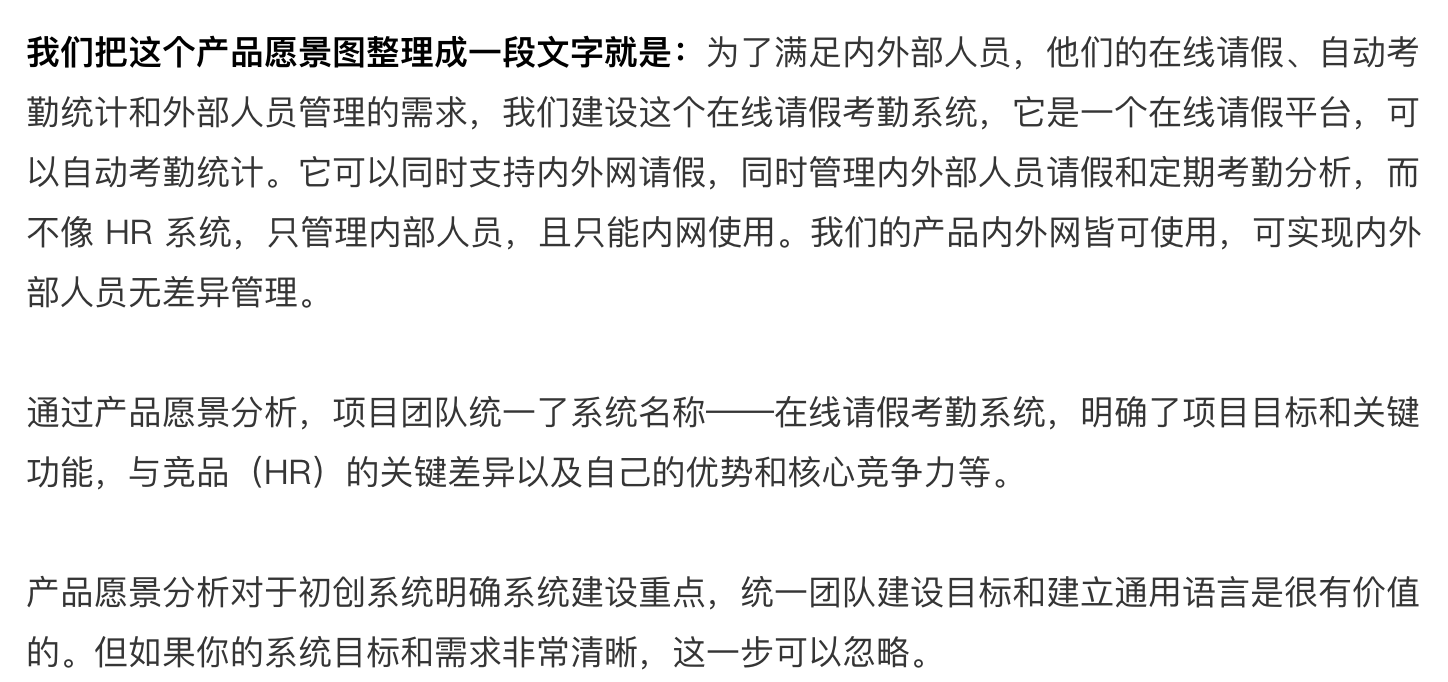 我们把这个产品愿景图整理成一段文字就是：为了满足内外部人员，他们的在线请假、自动考
勤统计和外部人员管理的需求，我们建设这个在线请假考勤系统，它是一个在线请假平台，可
以自动考勤统计。它可以同时支持内外网请假，同时管理内外部人员请假和定期考勤分析，而
不像 HR 系统，只管理内部人员，且只能内网使用。我们的产品内外网皆可使用，可实现内外
部人员无差异管理。
通过产品愿景分析，项目团队统一了系统名称——在线请假考勤系统，明确了项目目标和关键
功能，与竞品（HR）的关键差异以及自己的优势和核心竞争力等。
产品愿景分析对于初创系统明确系统建设重点，统一团队建设目标和建立通用语言是很有价值
的。但如果你的系统目标和需求非常清晰，这一步可以忽略。